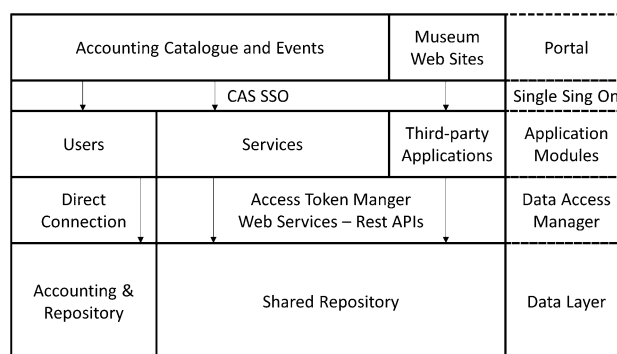 Accounting Catalogue and Events
Museum
Web Sites
Portal
CAS SSO
Single Sing On
Users
Services
Third-party
Applications
Application
Modules
Direct
Connection
Access Token Manger
Web Services – Rest APIs
Data Access
Manager
Accounting &
Repository
Shared Repository
Data Layer